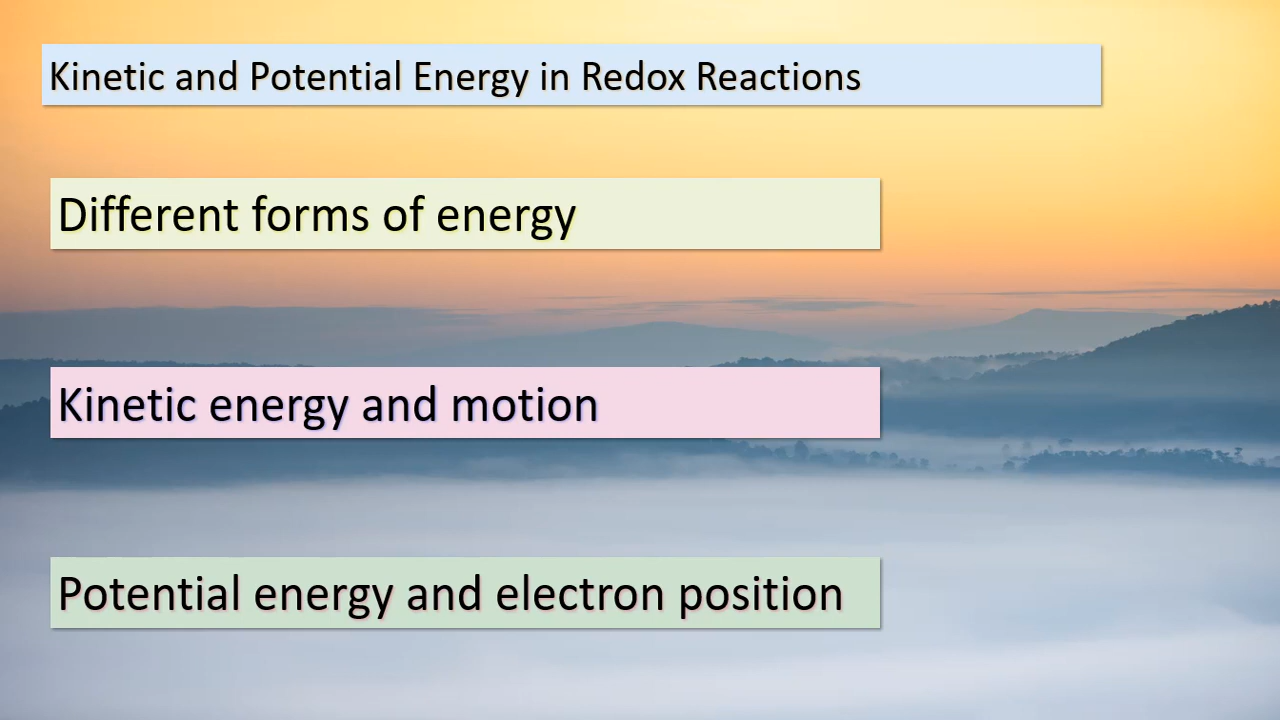 Kinetic and Potential Energy in Redox Reactions
Different forms of energy
Kinetic energy and motion
Potential energy and electron position